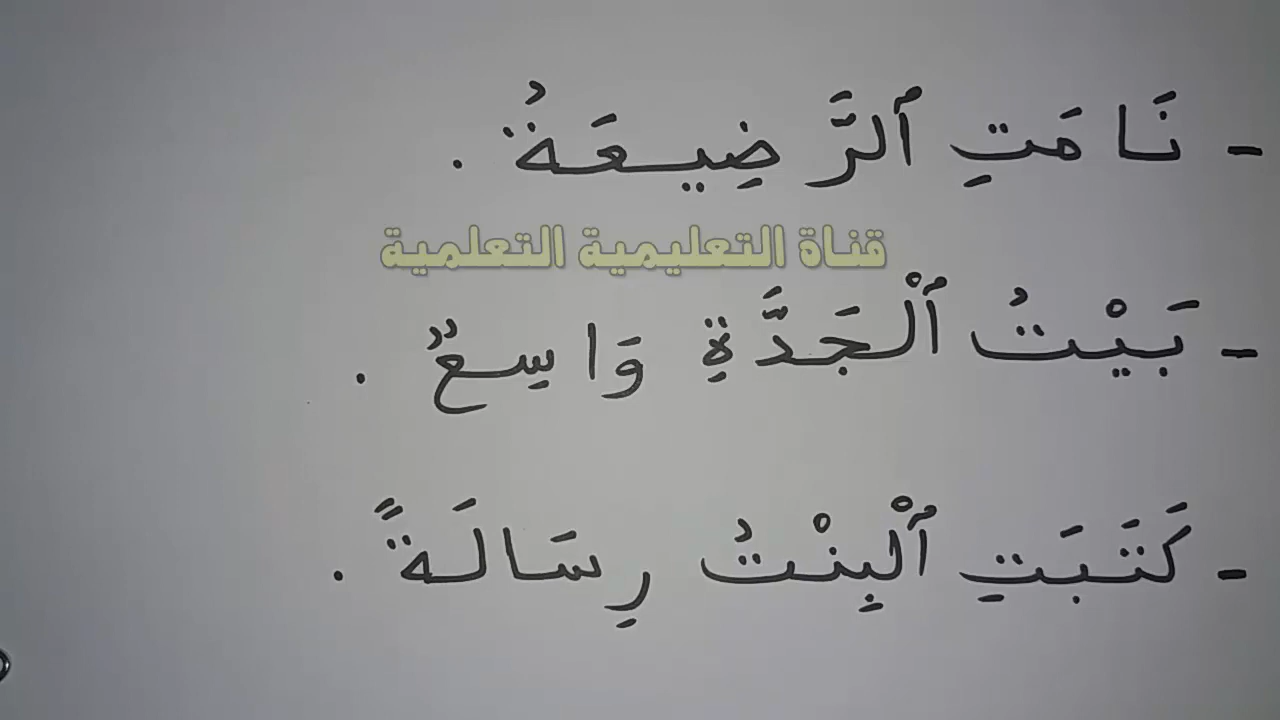 - نَامَتِ ٱلرَّضِيعَةُ .
قناة التعليمية التعلمية
- بَيْتُ ٱلْجَدَّةِ وَاسِعٌ .
- كَتَبَتِ ٱلْبِنْتُ رِسَالَةً .